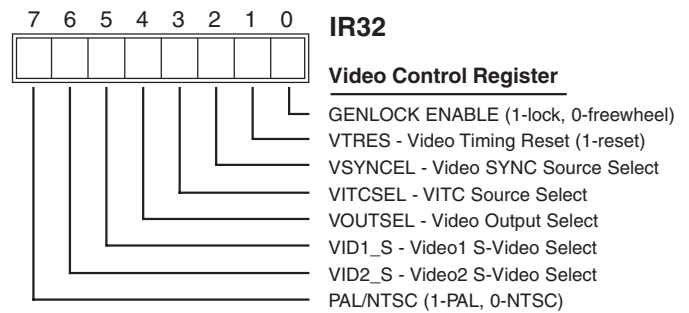 7 6 5 4 3 2 1 0
IR32
Video Control Register
GENLOCK ENABLE (1-lock, 0-freewheel)
VTRES - Video Timing Reset (1-reset)
VSYNCEL - Video SYNC Source Select
VITCSEL - VITC Source Select
VOUTSEL - Video Output Select
VID1_S - Video1 S-Video Select
VID2_S - Video2 S-Video Select
PAL/NTSC (1-PAL, 0-NTSC)